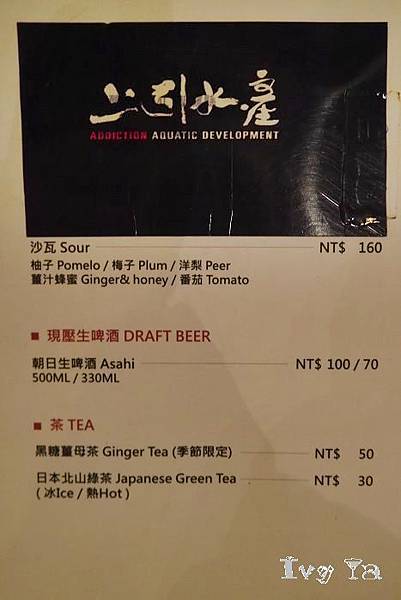 上引水產
ADDICTION AQUATIC DEVELOPMENT
沙瓦 Sour NT$ 160
柚子 Pomelo / 梅子 Plum / 洋梨 Peer
薑汁蜂蜜 Ginger& honey / 番茄 Tomato
■ 現壓生啤酒 DRAFT BEER
朝日生啤酒 Asahi NT$ 100 / 70
500ML / 330ML
■ 茶 TEA
黑糖薑母茶 Ginger Tea (季節限定) NT$ 50
日本北山綠茶 Japanese Green Tea NT$ 30
( 冰Ice / 熱Hot )
Ivy Ya